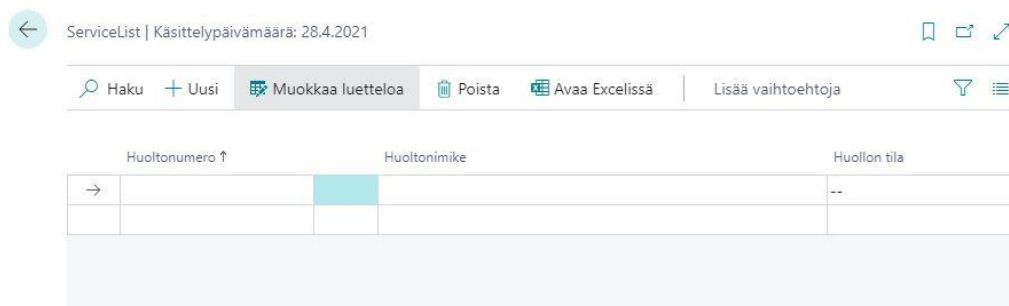 ServiceList | Käsittelypäivämäärä: 28.4.2021
Haku Uusi Muokkaa luetteloa Poista Avaa Excelissä Lisää vaihtoehtoja
Huoltonumero ↑ Huoltonimike Huollon tila
--